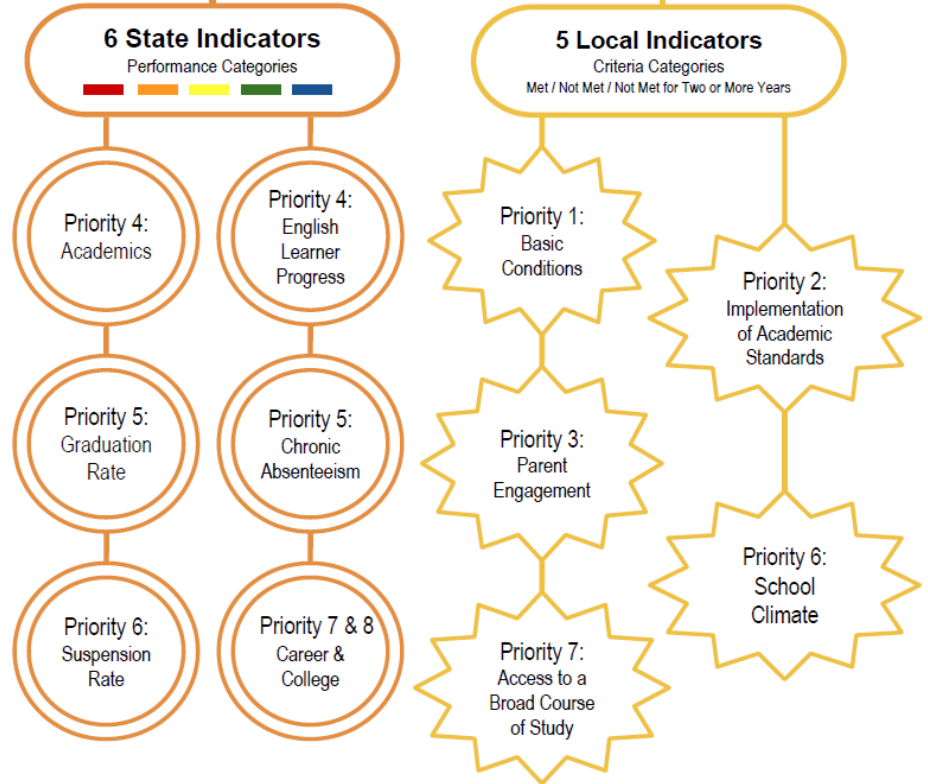 6 State Indicators
Performance Categories
5 Local Indicators
Criteria Categories
Met / Not Met / Not Met for Two or More Years
Priority 4:
Academics
Priority 4:
English
Learner
Progress
Priority 5:
Graduation
Rate
Priority 5:
Chronic
Absenteeism
Priority 6:
Suspension
Rate
Priority 7 & 8
Career &
College
Priority 1:
Basic
Conditions
Priority 2:
Implementation
of Academic
Standards
Priority 3:
Parent
Engagement
Priority 6:
School
Climate
Priority 7:
Access to a
Broad Course
of Study